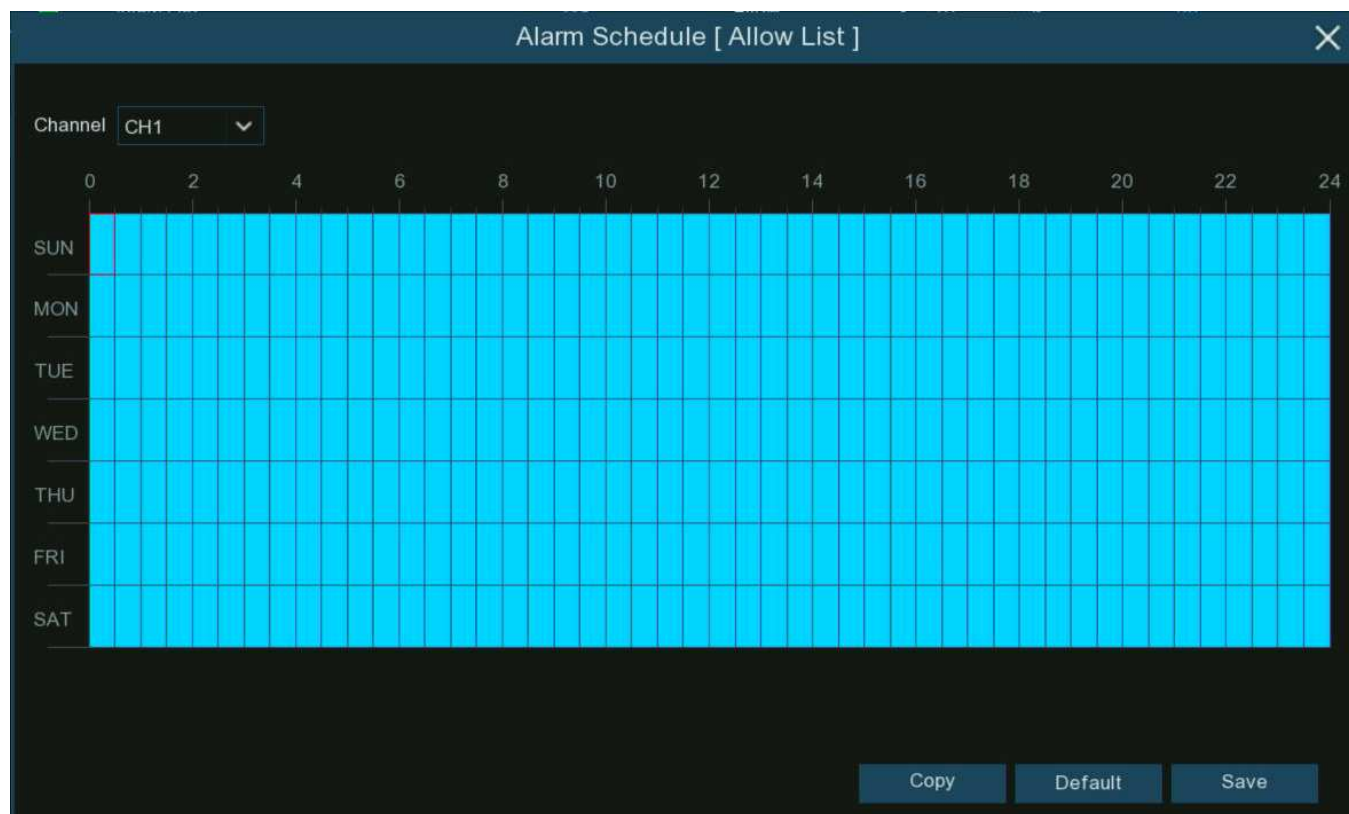 Alarm Schedule [ Allow List ]
Channel CH1
0 2 4 6 8 10 12 14 16 18 20 22 24
SUN
MON
TUE
WED
THU
FRI
SAT
Copy Default Save